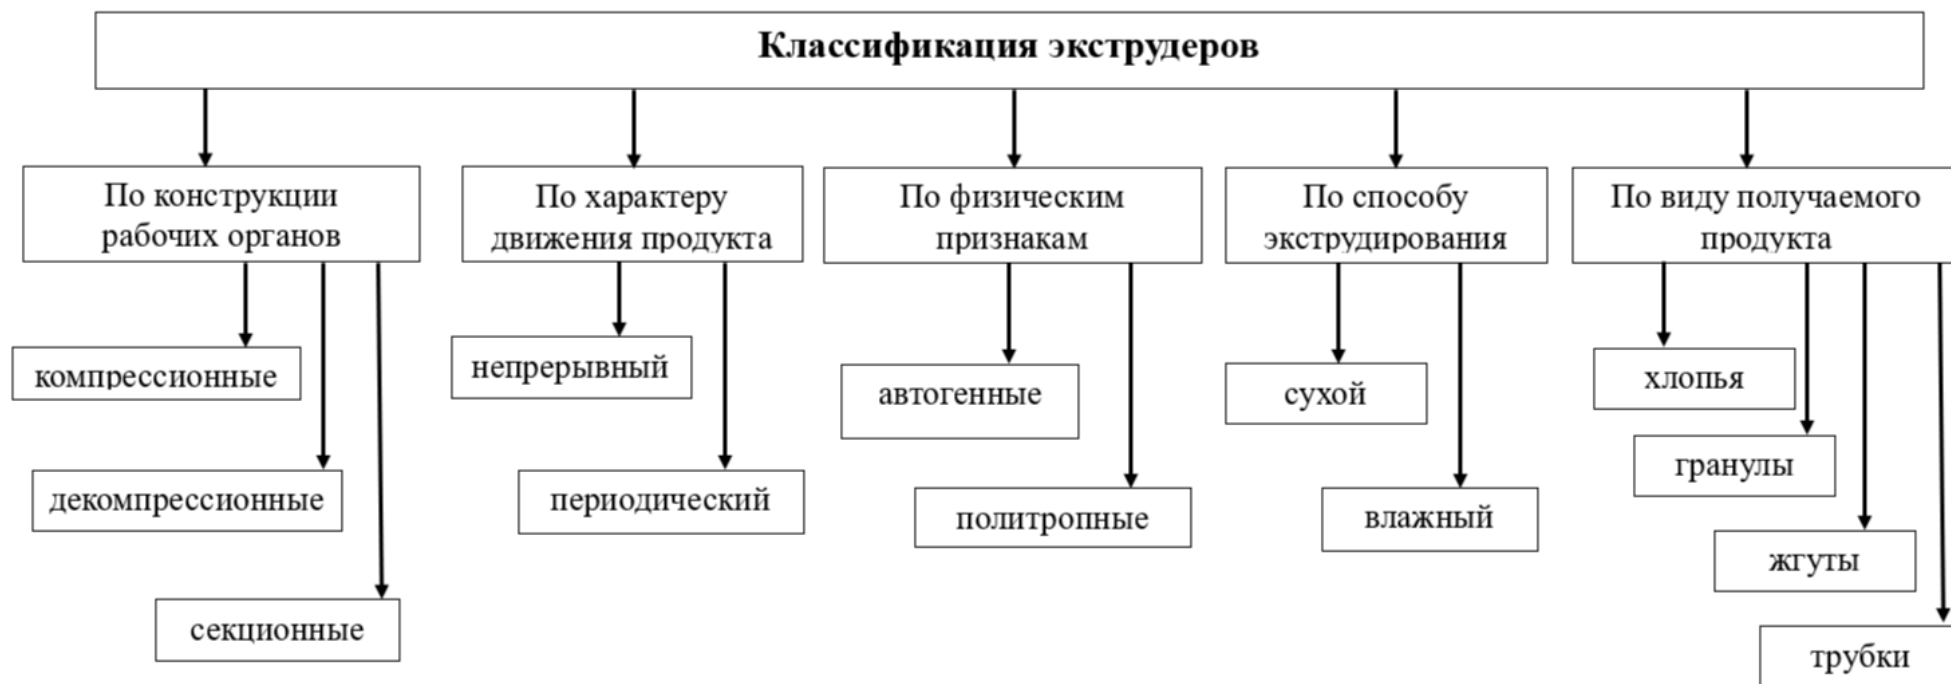 Классификация экструдеров
По конструкции
рабочих органов
компрессионные
декомпрессионные
секционные
По характеру
движения продукта
непрерывный
периодический
По физическим
признакам
автогенные
политропные
По способу
экструдирования
сухой
влажный
По виду получаемого
продукта
хлопья
гранулы
жгуты
трубки